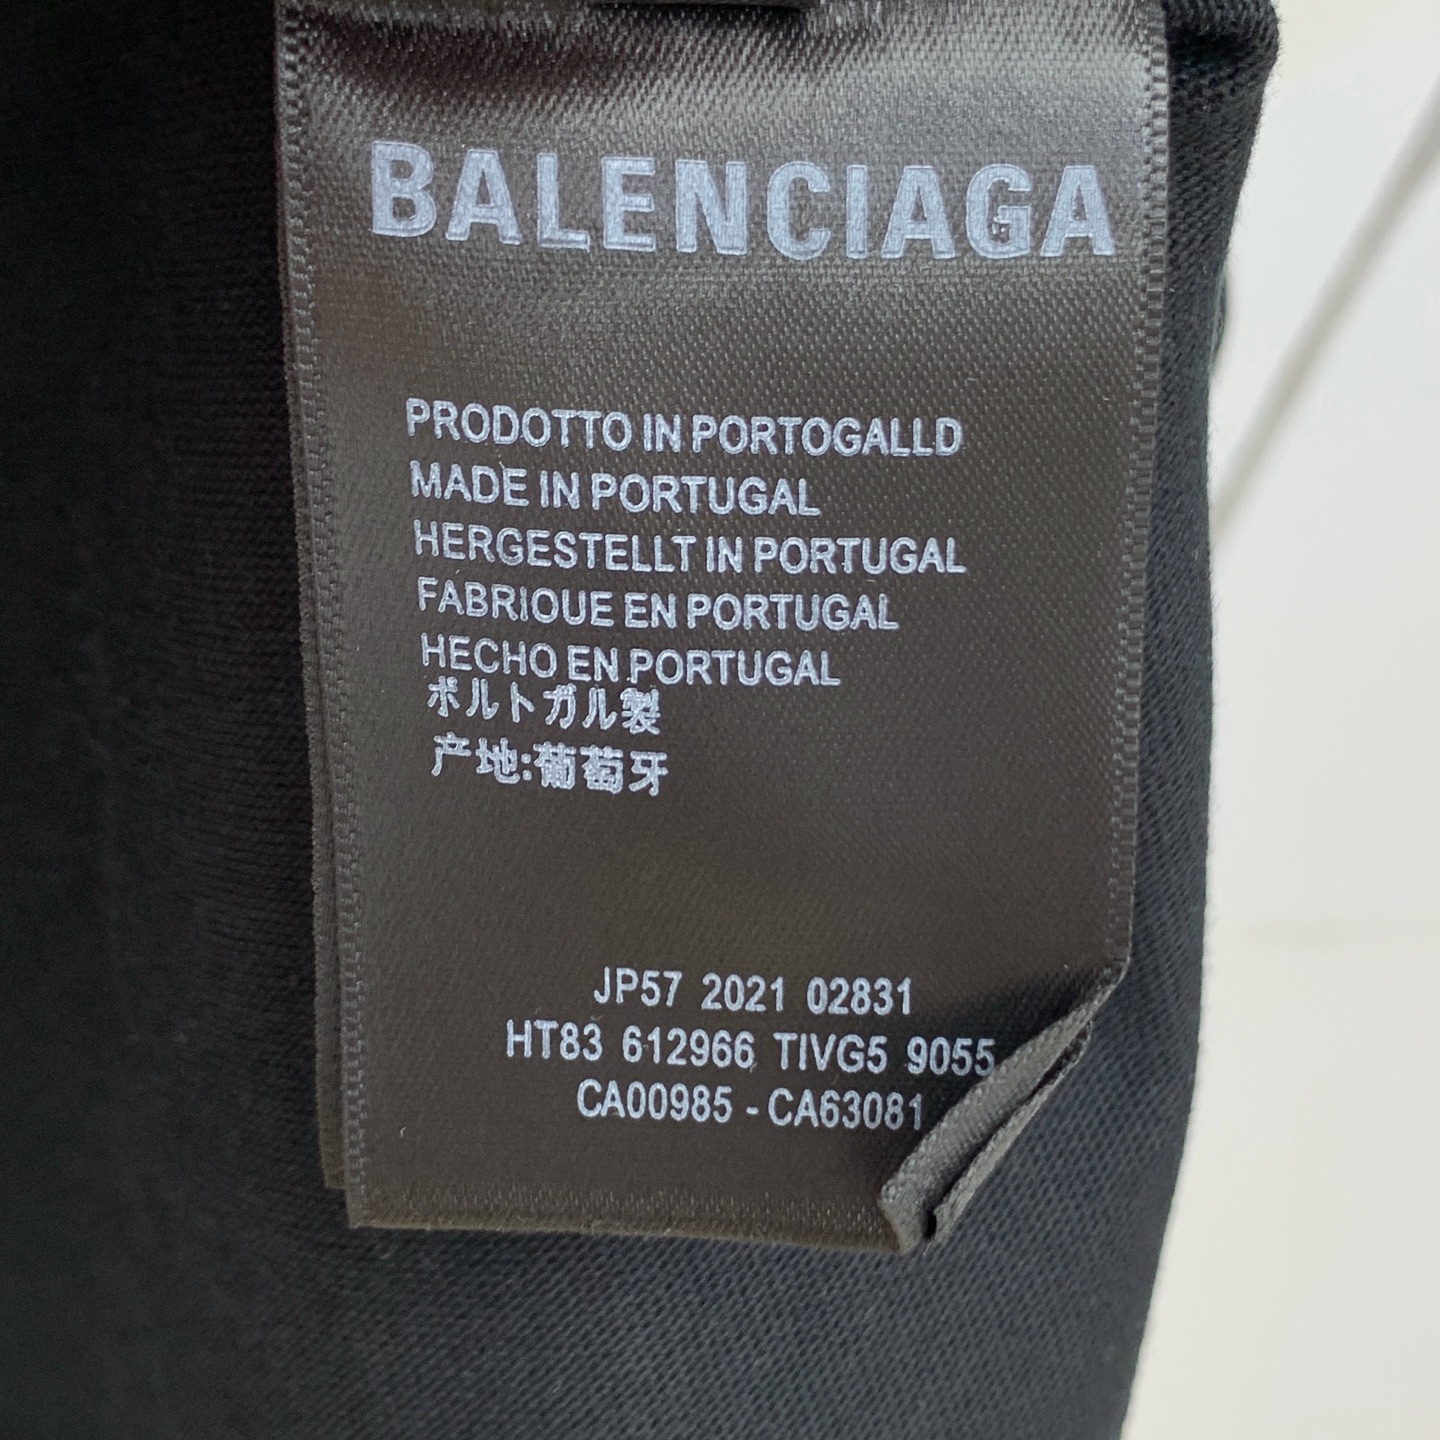 BALENCIAGA
PRODOTTO IN PORTOGALLD
MADE IN PORTUGAL
HERGESTELLT IN PORTUGAL
FABRIOUE EN PORTUGAL
HECHO EN PORTUGAL
ポルトガル製
产地:葡萄牙
JP57 2021 02831
HT83 612966 TIVG5 9055
CA00985 - CA63081